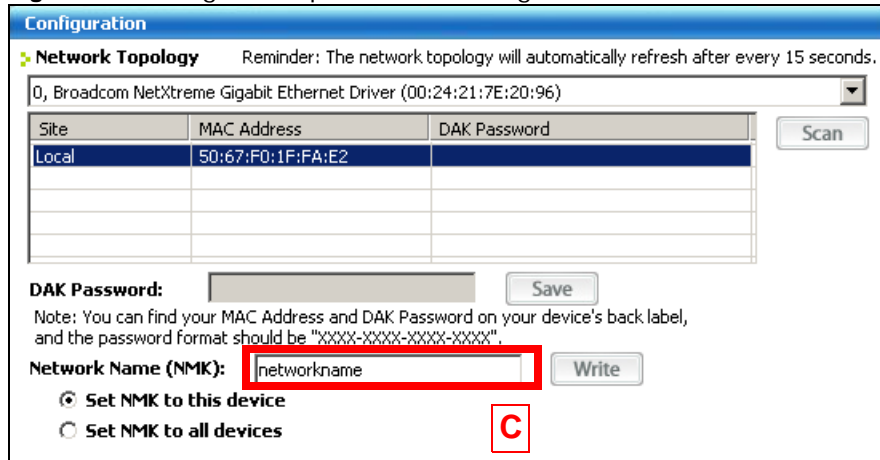 Configuration
Network Topology Reminder: The network topology will automatically refresh after every 15 seconds.
0, Broadcom NetXtreme Gigabit Ethernet Driver (00:24:21:7E:20:96)
Site MAC Address DAK Password Scan
Local 50:67:F0:1F:FA:E2
DAK Password: Save
Note: You can find your MAC Address and DAK Password on your device's back label,
and the password format should be "XXXX-XXXX-XXXX-XXXX".
Network Name (NMK): networkname Write
Set NMK to this device
Set NMK to all devices
C